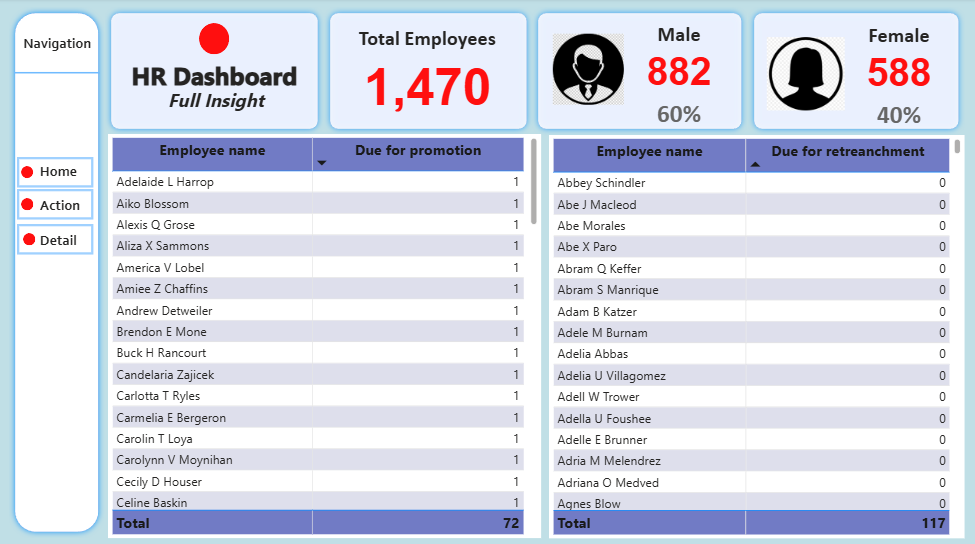 Navigation
Home
Action
Detail
HR Dashboard
Full Insight
Total Employees
1,470
Male
882
60%
Female
588
40%
Employee name Due for promotion
Adelaide L Harrop 1
Aiko Blossom 1
Alexis Q Grose 1
Aliza X Sammons 1
America V Lobel 1
Amiee Z Chaffins 1
Andrew Detweiler 1
Brendon E Mone 1
Buck H Rancourt 1
Candelaria Zajicek 1
Carlotta T Ryles 1
Carmelia E Bergeron 1
Carolin T Loya 1
Carolynn V Moynihan 1
Cecily D Houser 1
Celine Baskin 1
Total 72
Employee name Due for retreanchment
Abbey Schindler 0
Abe J Macleod 0
Abe Morales 0
Abe X Paro 0
Abram Q Keffer 0
Abram S Manrique 0
Adam B Katzer 0
Adele M Burnam 0
Adelia Abbas 0
Adelia U Villagomez 0
Adell W Trower 0
Adella U Foushee 0
Adelle E Brunner 0
Adria M Melendrez 0
Adriana O Medved 0
Agnes Blow 0
Total 117